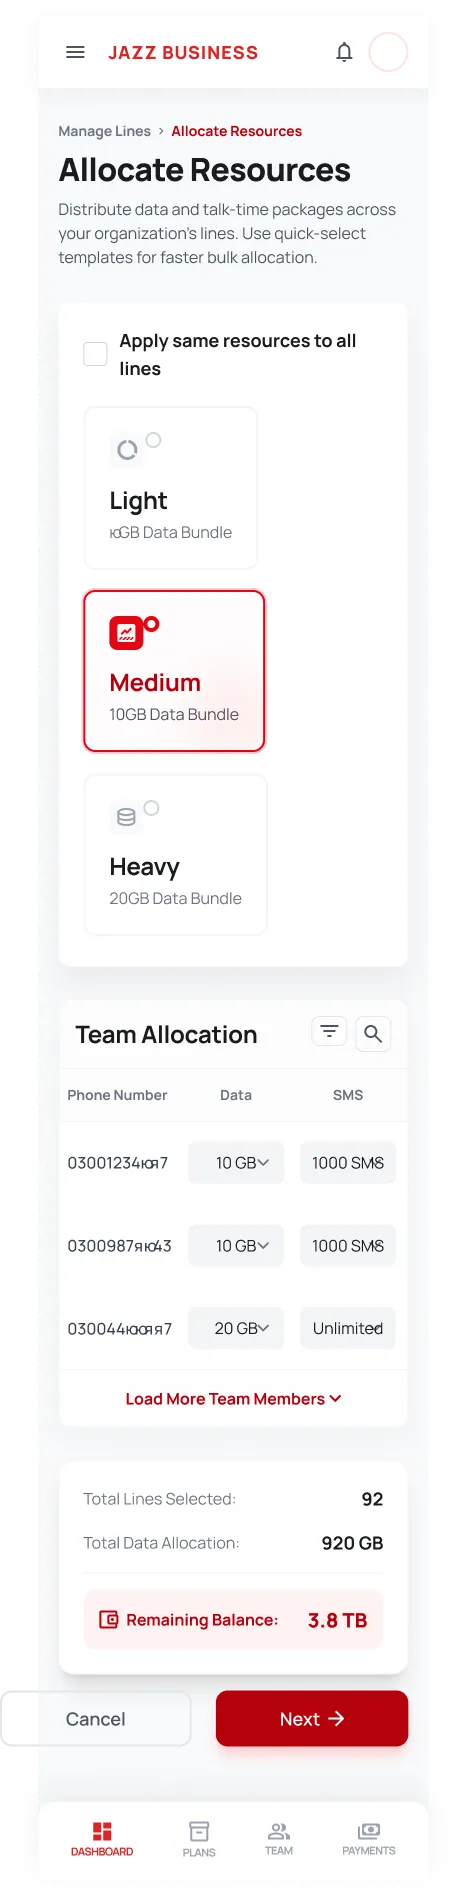 JAZZ BUSINESS
Manage Lines > Allocate Resources
Allocate Resources
Distribute data and talk-time packages across
your organization's lines. Use quick-select
templates for faster bulk allocation.
Apply same resources to all
lines
Light
юGB Data Bundle
Medium
10GB Data Bundle
Heavy
20GB Data Bundle
Team Allocation
Phone Number Data SMS
03001234юя7 10 GB 1000 SMS
0300987яю43 10 GB 1000 SMS
030044ююяя7 20 GB Unlimited
Load More Team Members
Total Lines Selected: 92
Total Data Allocation: 920 GB
Remaining Balance: 3.8 TB
Cancel Next →
DASHBOARD PLANS TEAM PAYMENTS